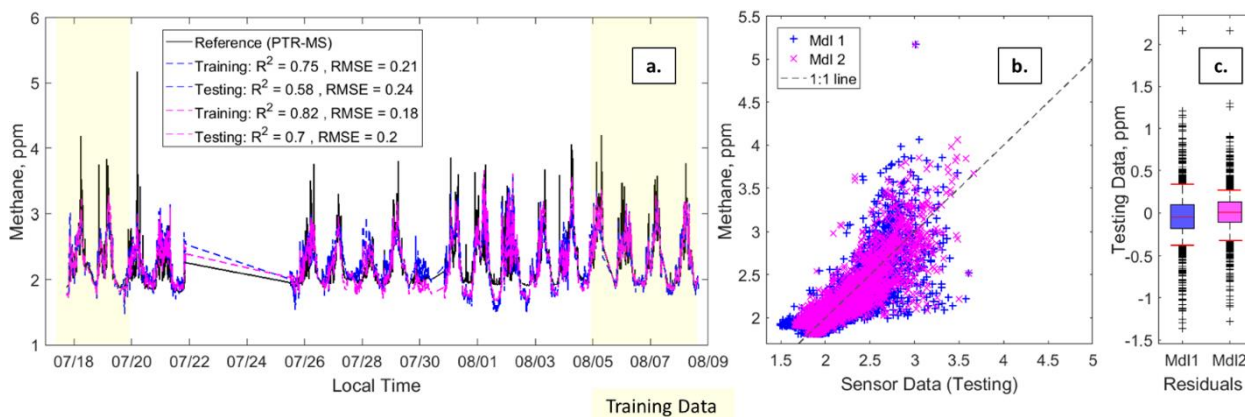 6
5
4
3
2
1
Methane, ppm
Reference (PTR-MS)
Training: R² = 0.75 , RMSE = 0.21
Testing: R² = 0.58 , RMSE = 0.24
Training: R² = 0.82 , RMSE = 0.18
Testing: R² = 0.7 , RMSE = 0.2
a.
07/18 07/20 07/22 07/24 07/26 07/28 07/30 08/01 08/03 08/05 08/07 08/09
Local Time
Training Data
5.5
5
4.5
4
3.5
3
2.5
2
Methane, ppm
Mdl 1
Mdl 2
1:1 line
b.
1.5 2 2.5 3 3.5 4 4.5 5
Sensor Data (Testing)
c.
2
1.5
1
0.5
0
-0.5
-1
-1.5
Testing Data, ppm
Mdl1 Mdl2
Residuals